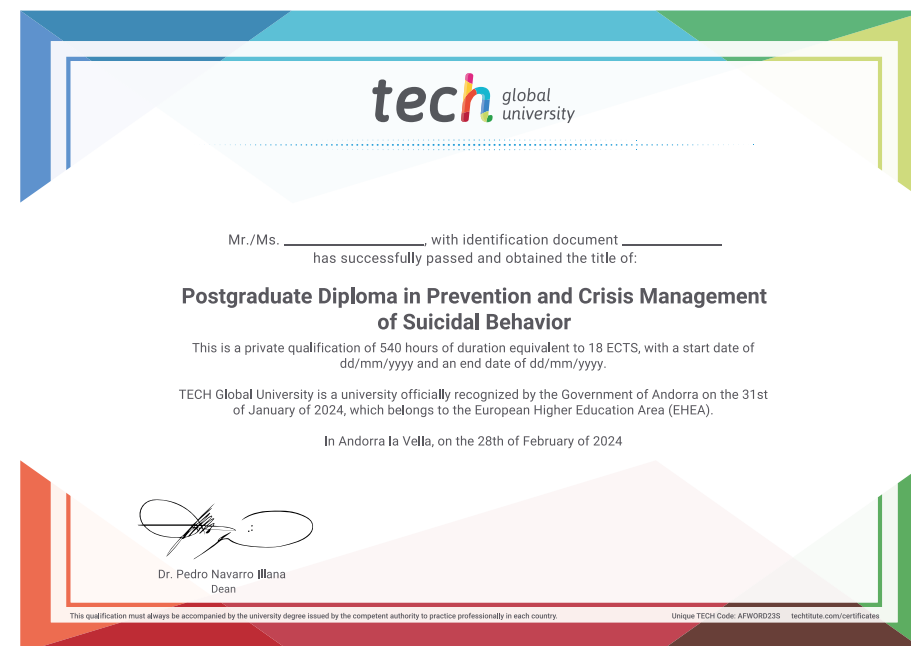 tech global
university
Mr./Ms. ____________________, with identification document ______________
has successfully passed and obtained the title of:
Postgraduate Diploma in Prevention and Crisis Management
of Suicidal Behavior
This is a private qualification of 540 hours of duration equivalent to 18 ECTS, with a start date of
dd/mm/yyyy and an end date of dd/mm/yyyy.
TECH Global University is a university officially recognized by the Government of Andorra on the 31st
of January of 2024, which belongs to the European Higher Education Area (EHEA).
In Andorra la Vella, on the 28th of February of 2024
Dr. Pedro Navarro Illana
Dean
This qualification must always be accompanied by the university degree issued by the competent authority to practice professionally in each country. Unique TECH Code: AFWORD23S techtitute.com/certificates